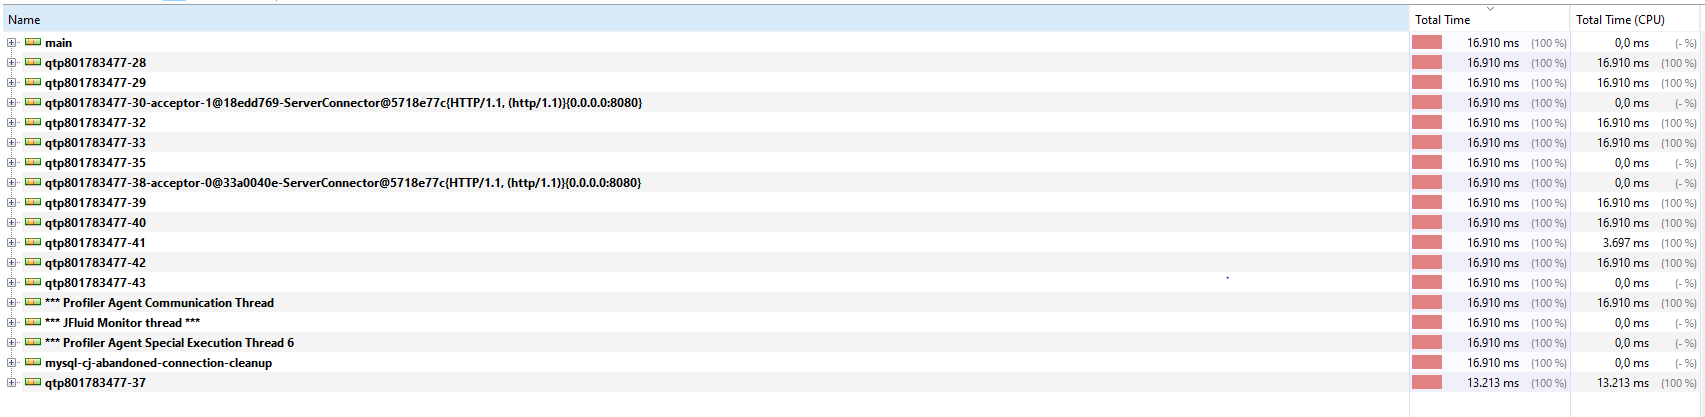 Name Total Time Total Time (CPU)
main 16.910 ms (100 %) 0,0 ms (- %)
qtp801783477-28 16.910 ms (100 %) 16.910 ms (100 %)
qtp801783477-29 16.910 ms (100 %) 16.910 ms (100 %)
qtp801783477-30-acceptor-1@18edd769-ServerConnector@5718e77c{HTTP/1.1, (http/1.1)}{0.0.0.0:8080} 16.910 ms (100 %) 0,0 ms (- %)
qtp801783477-32 16.910 ms (100 %) 16.910 ms (100 %)
qtp801783477-33 16.910 ms (100 %) 16.910 ms (100 %)
qtp801783477-35 16.910 ms (100 %) 0,0 ms (- %)
qtp801783477-38-acceptor-0@33a0040e-ServerConnector@5718e77c{HTTP/1.1, (http/1.1)}{0.0.0.0:8080} 16.910 ms (100 %) 0,0 ms (- %)
qtp801783477-39 16.910 ms (100 %) 16.910 ms (100 %)
qtp801783477-40 16.910 ms (100 %) 16.910 ms (100 %)
qtp801783477-41 16.910 ms (100 %) 3.697 ms (100 %)
qtp801783477-42 16.910 ms (100 %) 16.910 ms (100 %)
qtp801783477-43 16.910 ms (100 %) 0,0 ms (- %)
*** Profiler Agent Communication Thread 16.910 ms (100 %) 16.910 ms (100 %)
*** JFluid Monitor thread *** 16.910 ms (100 %) 0,0 ms (- %)
*** Profiler Agent Special Execution Thread 6 16.910 ms (100 %) 0,0 ms (- %)
mysql-cj-abandoned-connection-cleanup 16.910 ms (100 %) 0,0 ms (- %)
qtp801783477-37 13.213 ms (100 %) 13.213 ms (100 %)